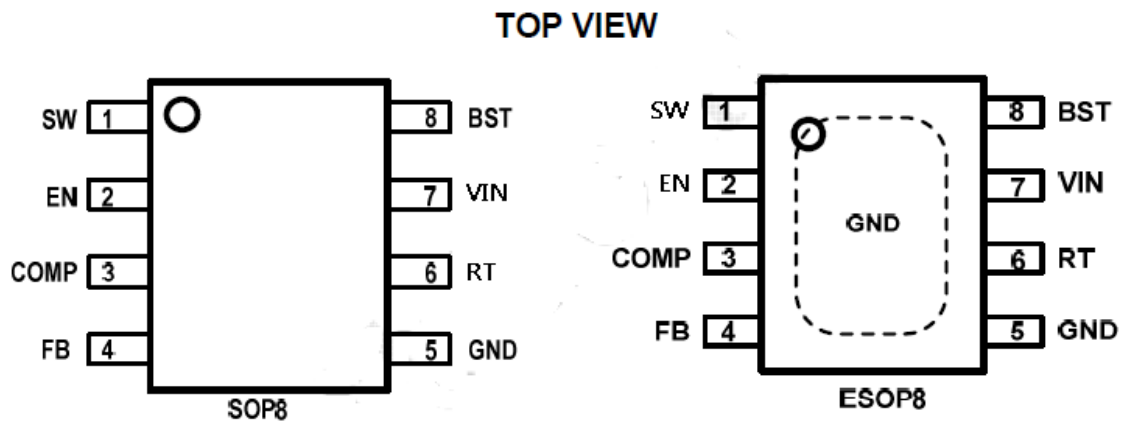 TOP VIEW
SW 1 8 BST
EN 2 7 VIN
COMP 3 6 RT
FB 4 5 GND
SOP8
SW 1 8 BST
EN 2 7 VIN
GND
COMP 3 6 RT
FB 4 5 GND
ESOP8